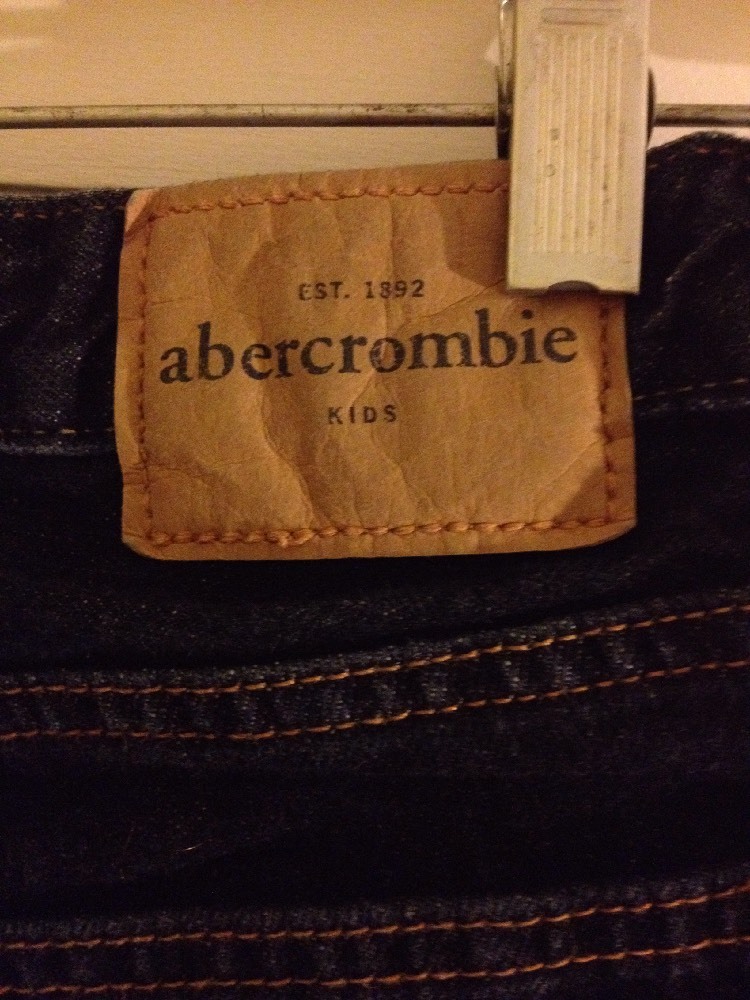 EST. 1892
abercrombie
KIDS